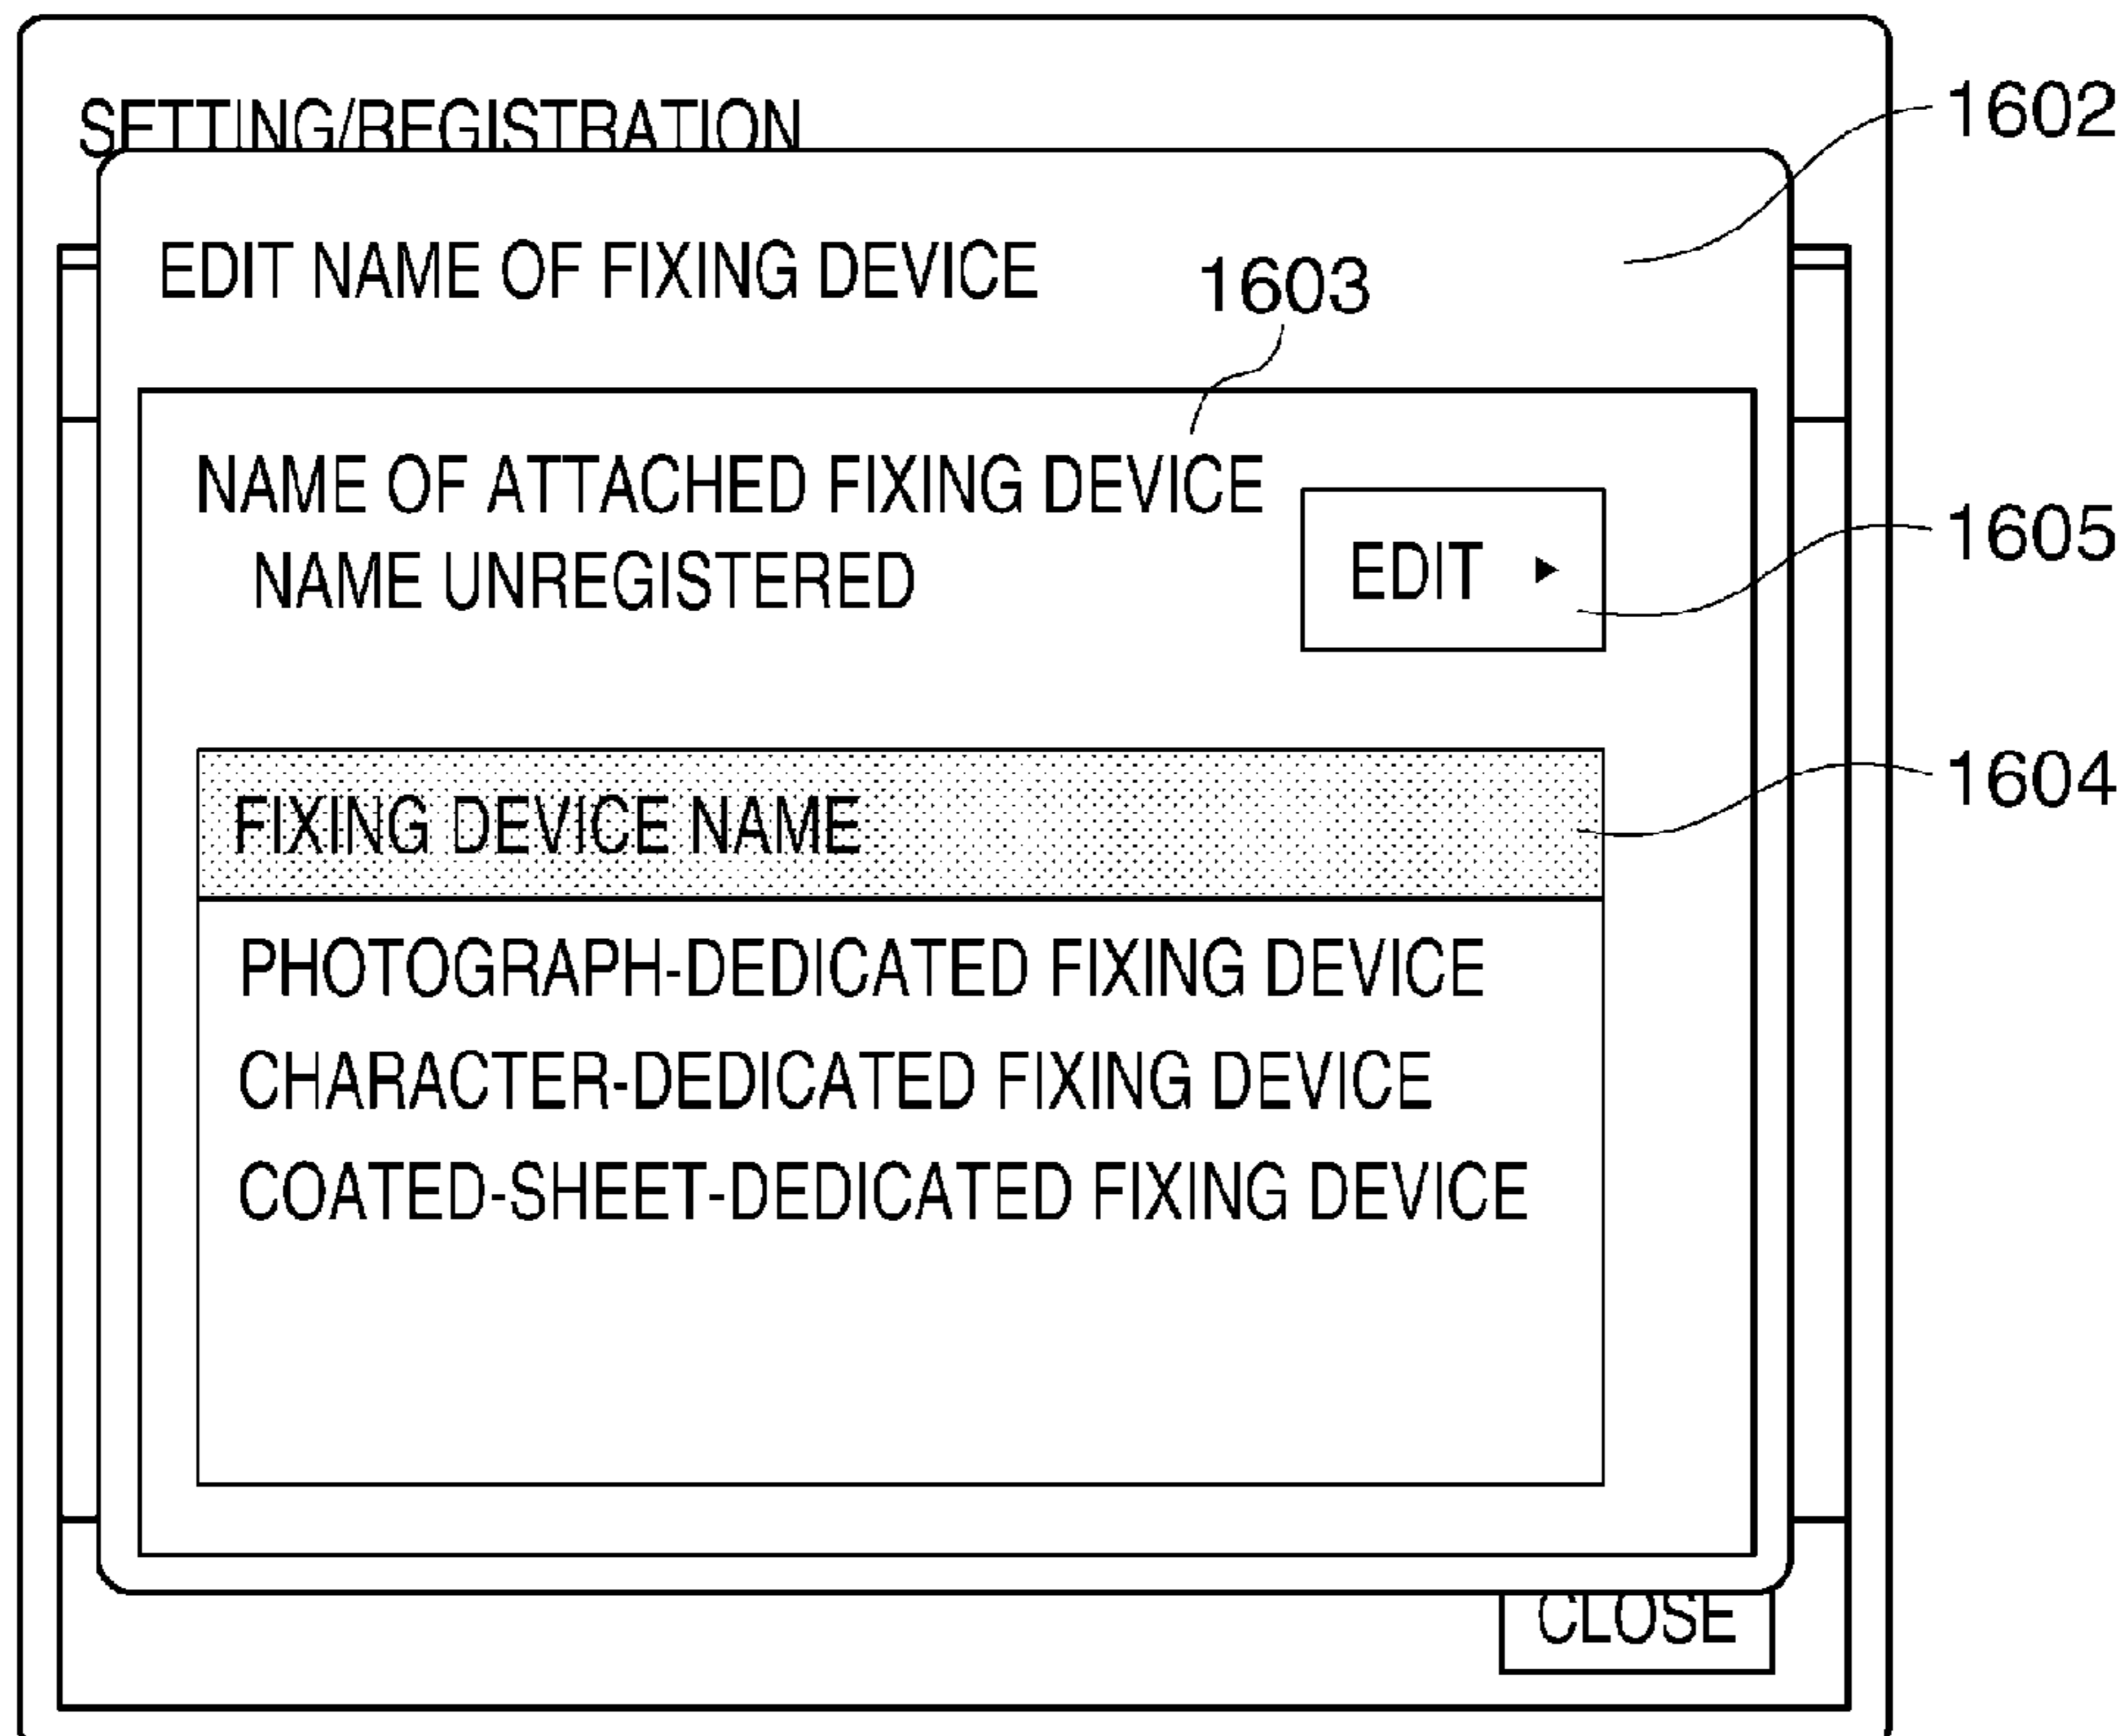 SETTING/REGISTRATION
1602
EDIT NAME OF FIXING DEVICE
1603
NAME OF ATTACHED FIXING DEVICE
NAME UNREGISTERED
EDIT ▶
1605
1604
FIXING DEVICE NAME
PHOTOGRAPH-DEDICATED FIXING DEVICE
CHARACTER-DEDICATED FIXING DEVICE
COATED-SHEET-DEDICATED FIXING DEVICE
CLOSE